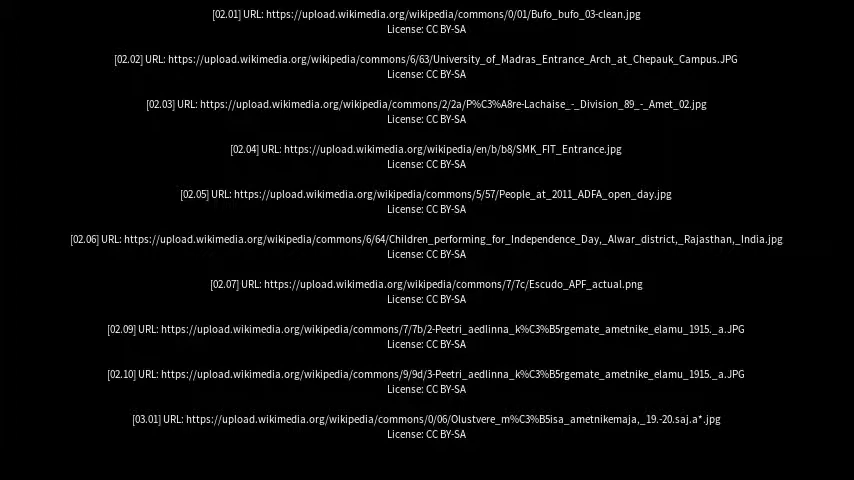 [02.01] URL: https://upload.wikimedia.org/wikipedia/commons/0/01/Bufo_bufo_03-clean.jpg
License: CC BY-SA
[02.02] URL: https://upload.wikimedia.org/wikipedia/commons/6/63/University_of_Madras_Entrance_Arch_at_Chepauk_Campus.JPG
License: CC BY-SA
[02.03] URL: https://upload.wikimedia.org/wikipedia/commons/2/2a/P%C3%A8re-Lachaise_-_Division_89_-_Amet_02.jpg
License: CC BY-SA
[02.04] URL: https://upload.wikimedia.org/wikipedia/en/b/b8/SMK_FIT_Entrance.jpg
License: CC BY-SA
[02.05] URL: https://upload.wikimedia.org/wikipedia/commons/5/57/People_at_2011_ADFA_open_day.jpg
License: CC BY-SA
[02.06] URL: https://upload.wikimedia.org/wikipedia/commons/6/64/Children_performing_for_Independence_Day,_Alwar_district,_Rajasthan,_India.jpg
License: CC BY-SA
[02.07] URL: https://upload.wikimedia.org/wikipedia/commons/7/7c/Escudo_APF_actual.png
License: CC BY-SA
[02.09] URL: https://upload.wikimedia.org/wikipedia/commons/7/7b/2-Peetri_aedlinna_k%C3%B5rgemate_ametnike_elamu_1915._a.JPG
License: CC BY-SA
[02.10] URL: https://upload.wikimedia.org/wikipedia/commons/9/9d/3-Peetri_aedlinna_k%C3%B5rgemate_ametnike_elamu_1915._a.JPG
License: CC BY-SA
[03.01] URL: https://upload.wikimedia.org/wikipedia/commons/0/06/Olustvere_m%C3%B5isa_ametnikemaja,_19.-20.saj.a*.jpg
License: CC BY-SA